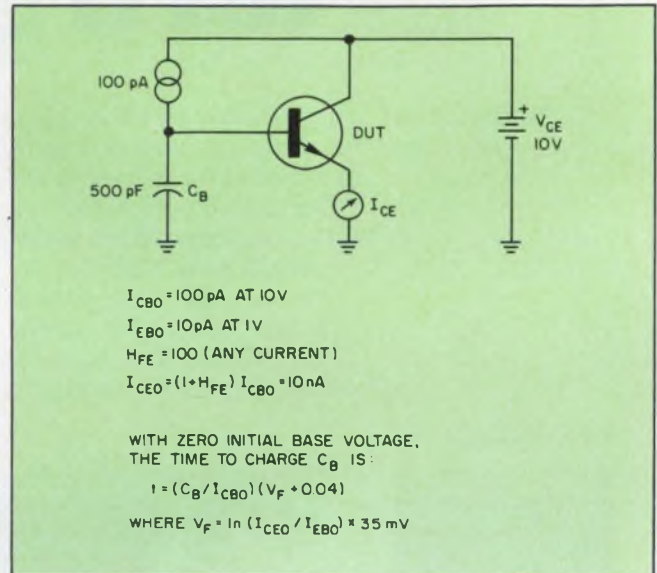 100 pA
DUT
+
V_CE
10V
500 pF C_B
I_CE
I_CBO = 100 pA AT 10V
I_EBO = 10pA AT 1V
H_FE = 100 (ANY CURRENT)
I_CEO = (1+H_FE) I_CBO = 10 nA
WITH ZERO INITIAL BASE VOLTAGE,
THE TIME TO CHARGE C_B IS:
t = (C_B / I_CBO) (V_F + 0.04)
WHERE V_F = ln (I_CEO / I_EBO) × 35 mV